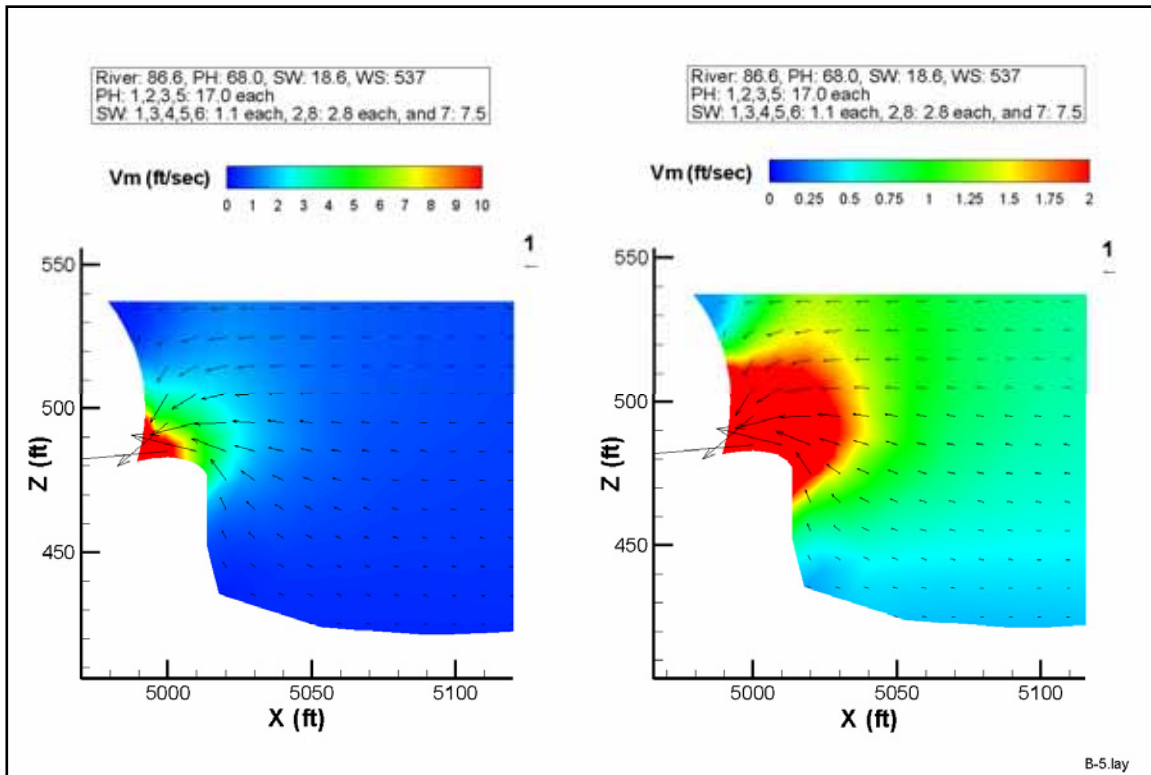 River: 86.6, PH: 68.0, SW: 18.6, WS: 537
PH: 1,2,3,5: 17.0 each
SW: 1,3,4,5,6: 1.1 each, 2,8: 2.8 each, and 7: 7.5
Vm (ft/sec)
0 1 2 3 4 5 6 7 8 9 10
1
550
500
450
Z (ft)
5000 5050 5100
X (ft)
River: 86.6, PH: 68.0, SW: 18.6, WS: 537
PH: 1,2,3,5: 17.0 each
SW: 1,3,4,5,6: 1.1 each, 2,8: 2.8 each, and 7: 7.5
Vm (ft/sec)
0 0.25 0.5 0.75 1 1.25 1.5 1.75 2
1
550
500
450
Z (ft)
5000 5050 5100
X (ft)
B-5.lay